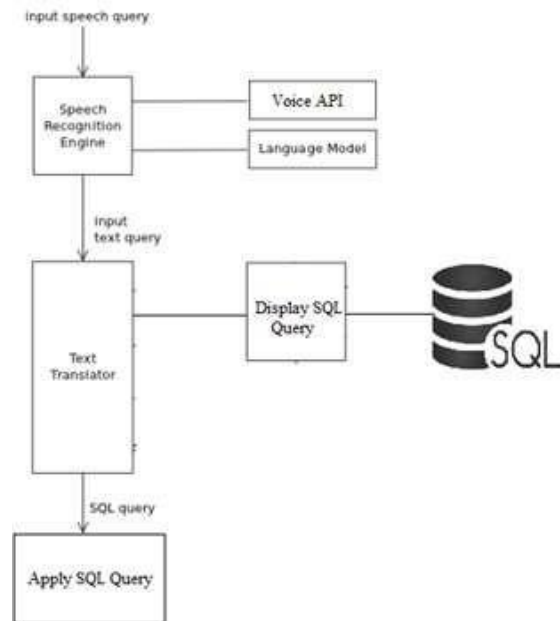 input speech query
Speech
Recognition
Engine
Voice API
Language Model
input
text query
Text
Translator
Display SQL
Query
SQL
SQL query
Apply SQL Query